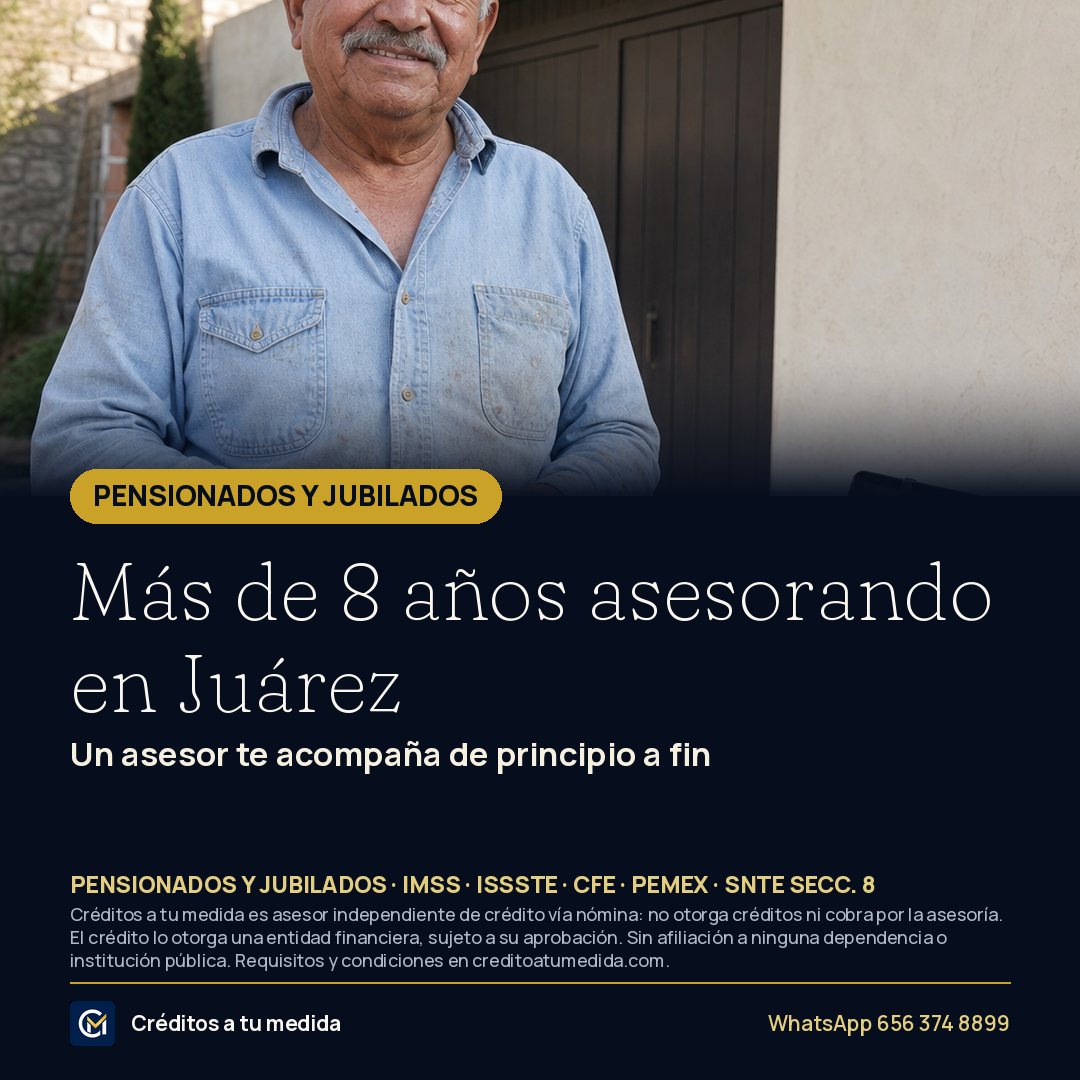 PENSIONADOS Y JUBILADOS
Más de 8 años asesorando
en Juárez
Un asesor te acompaña de principio a fin
PENSIONADOS Y JUBILADOS · IMSS · ISSSTE · CFE · PEMEX · SNTE SECC. 8
Créditos a tu medida es asesor independiente de crédito vía nómina: no otorga créditos ni cobra por la asesoría.
El crédito lo otorga una entidad financiera, sujeto a su aprobación. Sin afiliación a ninguna dependencia o
institución pública. Requisitos y condiciones en creditoatumedida.com.
Créditos a tu medida
WhatsApp 656 374 8899